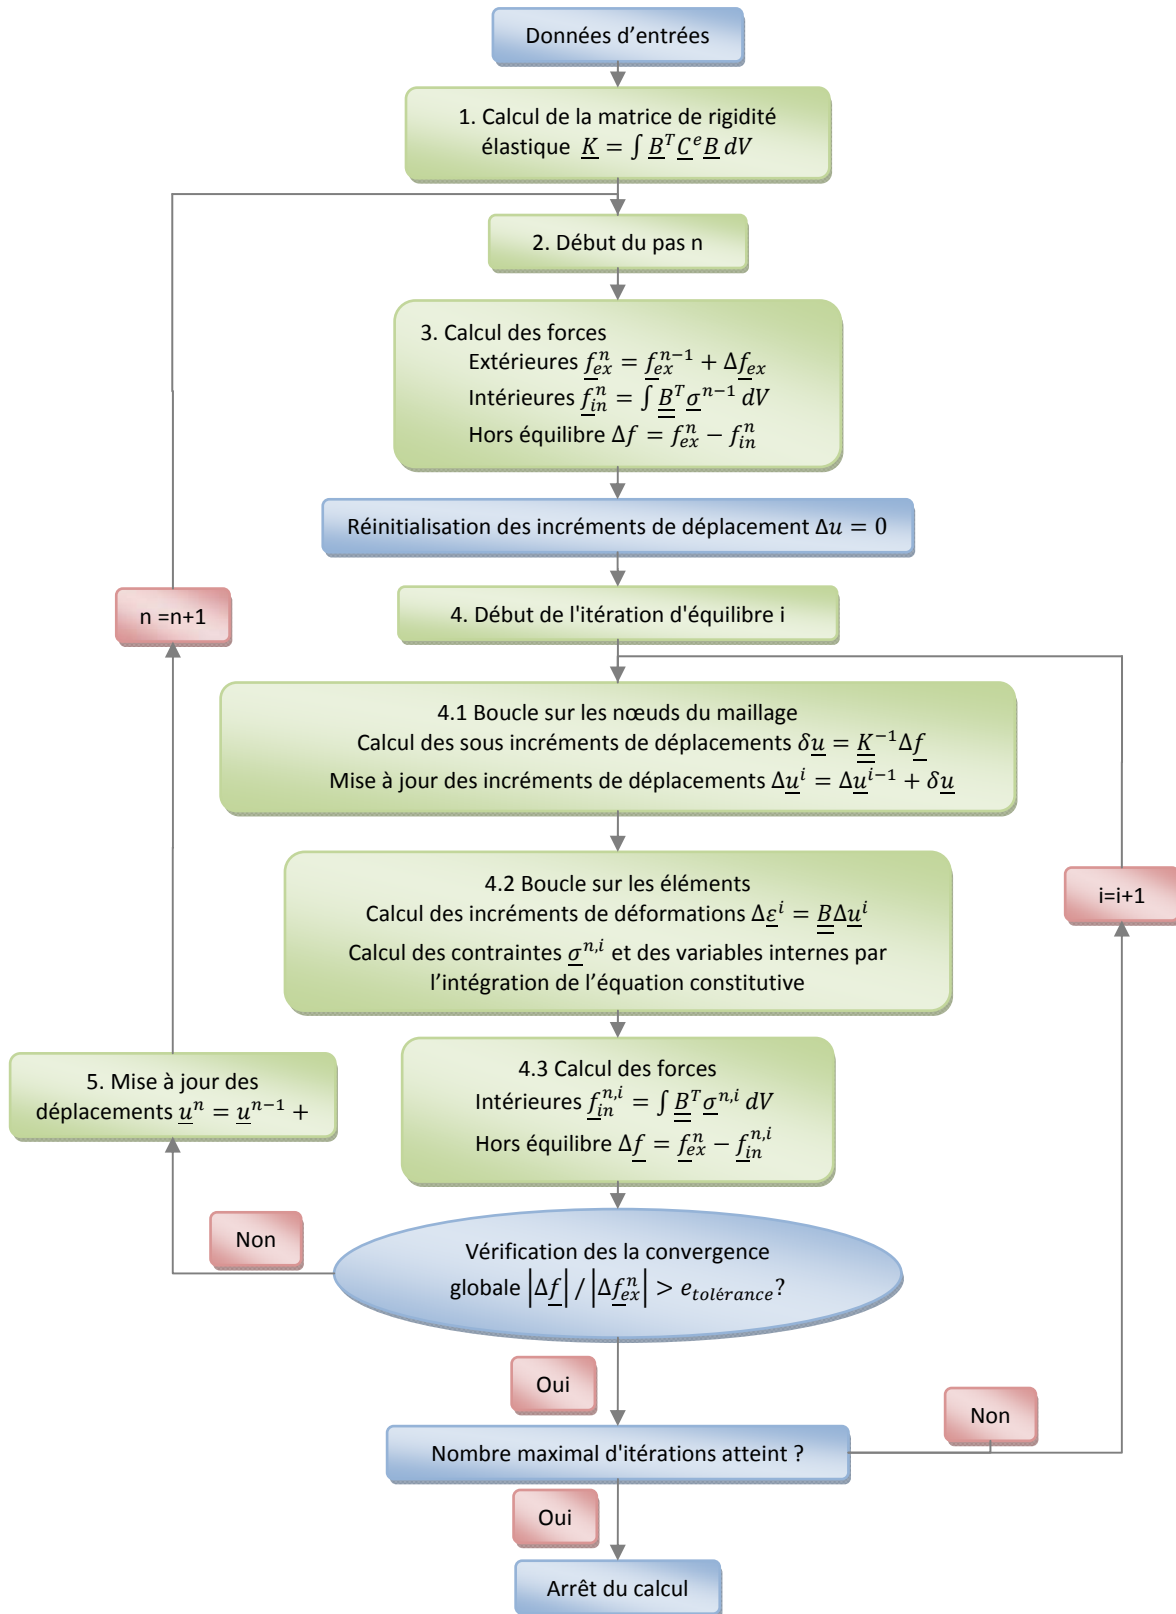 Données d'entrées
1. Calcul de la matrice de rigidité
élastique K = ∫ B^T C^e B dV
2. Début du pas n
3. Calcul des forces
Extérieures f_ex^n = f_ex^{n-1} + Δf_ex
Intérieures f_in^n = ∫ B^T σ^{n-1} dV
Hors équilibre Δf = f_ex^n − f_in^n
Réinitialisation des incréments de déplacement Δu = 0
n =n+1
4. Début de l'itération d'équilibre i
4.1 Boucle sur les nœuds du maillage
Calcul des sous incréments de déplacements δu = K^{-1}Δf
Mise à jour des incréments de déplacements Δu^i = Δu^{i-1} + δu
4.2 Boucle sur les éléments
Calcul des incréments de déformations Δε^i = BΔu^i
Calcul des contraintes σ^{n,i} et des variables internes par
l'intégration de l'équation constitutive
i=i+1
4.3 Calcul des forces
Intérieures f_in^{n,i} = ∫ B^T σ^{n,i} dV
Hors équilibre Δf = f_ex^n − f_in^{n,i}
5. Mise à jour des
déplacements u^n = u^{n-1} +
Non
Vérification des la convergence
globale |Δf| / |Δf_ex^n| > e_tolérance?
Oui
Non
Nombre maximal d'itérations atteint ?
Oui
Arrêt du calcul